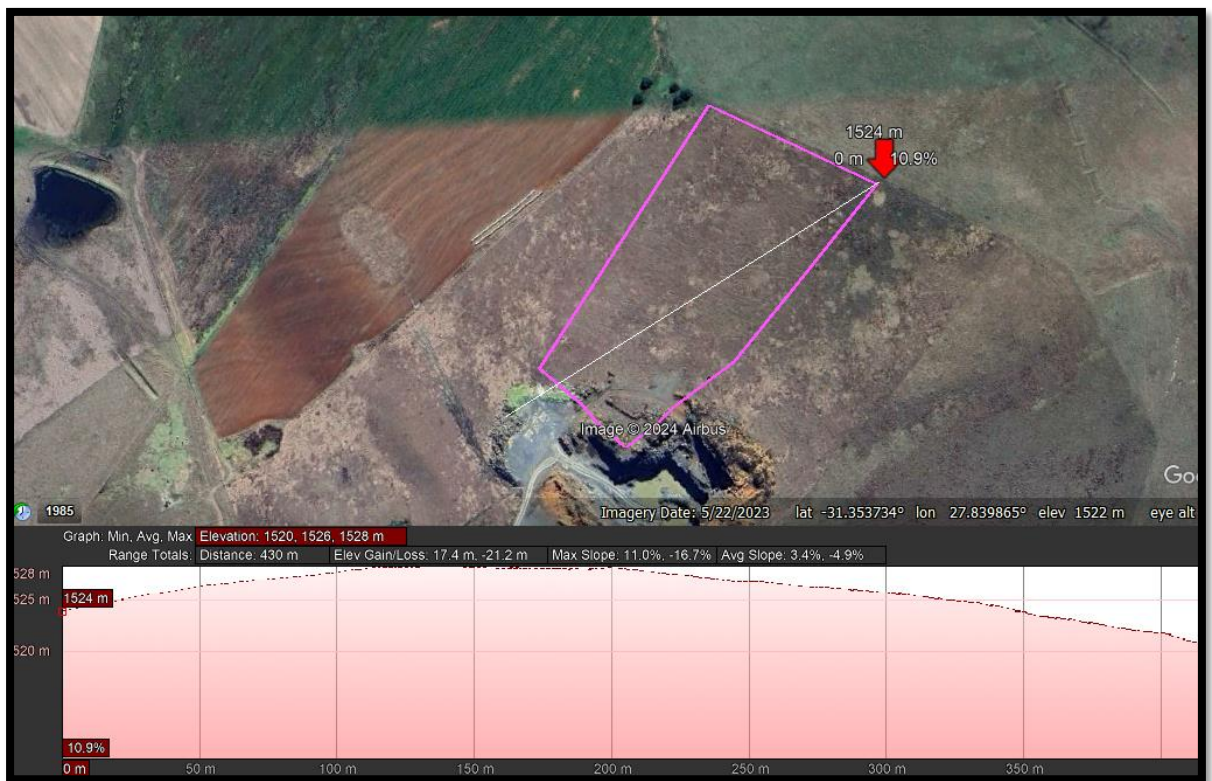 1524 m
0 m 10.9%
Image © 2024 Airbus
Goo
1985
Imagery Date: 5/22/2023 lat -31.353734° lon 27.839865° elev 1522 m eye alt
Graph: Min, Avg, Max Elevation: 1520, 1526, 1528 m
Range Totals: Distance: 430 m Elev Gain/Loss: 17.4 m, -21.2 m Max Slope: 11.0%, -16.7% Avg Slope: 3.4%, -4.9%
528 m
525 m
1524 m
520 m
10.9%
0 m 50 m 100 m 150 m 200 m 250 m 300 m 350 m